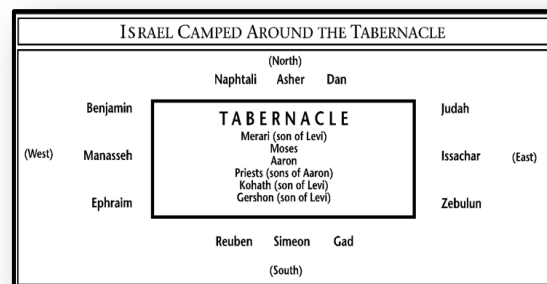 ISRAEL CAMPED AROUND THE TABERNACLE
(North)
Naphtali Asher Dan
Benjamin
(West) Manasseh
Ephraim
TABERNACLE
Merari (son of Levi)
Moses
Aaron
Priests (sons of Aaron)
Kohath (son of Levi)
Gershon (son of Levi)
Judah
Issachar (East)
Zebulun
Reuben Simeon Gad
(South)